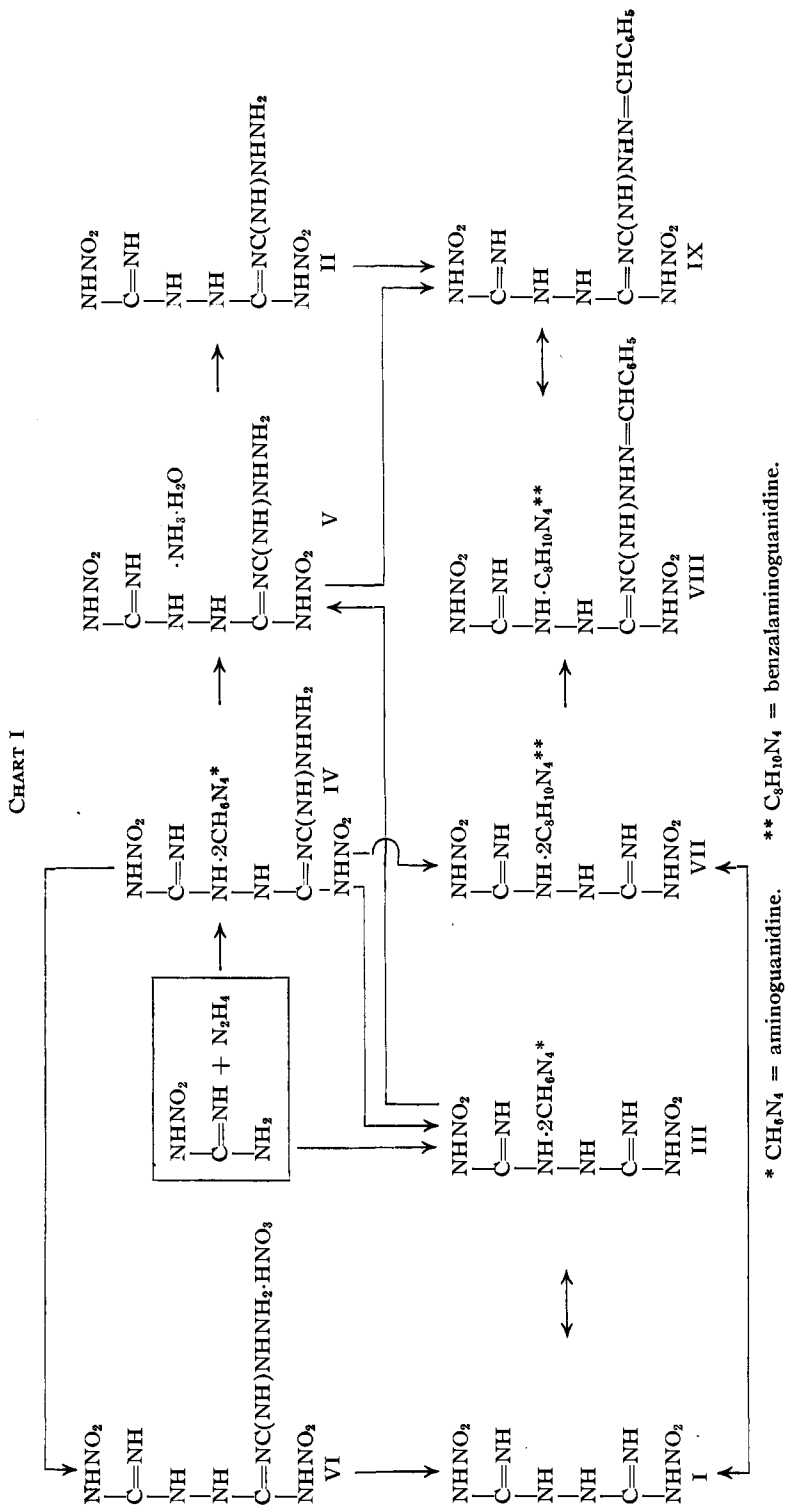 CHART I
NHNO₂
C=NH
NH
NH
C=NC(NH)NHNH₂·HNO₃
NHNO₂
VI
NHNO₂
C=NH + N₂H₄
NH₂
NHNO₂
C=NH
NH·2CH₆N₄*
NH
C=NC(NH)NHNH₂
NHNO₂
IV
NHNO₂
C=NH
NH ·NH₃·H₂O
NH
C=NC(NH)NHNH₂
NHNO₂
V
NHNO₂
C=NH
NH
NH
C=NC(NH)NHNH₂
NHNO₂
II
NHNO₂
C=NH
NH
NH
C=NH
NHNO₂
I
NHNO₂
C=NH
NH·2CH₆N₄*
NH
C=NH
NHNO₂
III
NHNO₂
C=NH
NH·2C₈H₁₀N₄**
NH
C=NH
NHNO₂
VII
NHNO₂
C=NH
NH·C₈H₁₀N₄**
NH
C=NC(NH)NHN=CHC₆H₅
NHNO₂
VIII
NHNO₂
C=NH
NH
NH
C=NC(NH)NHN=CHC₆H₅
NHNO₂
IX
* CH₆N₄ = aminoguanidine. ** C₈H₁₀N₄ = benzalaminoguanidine.